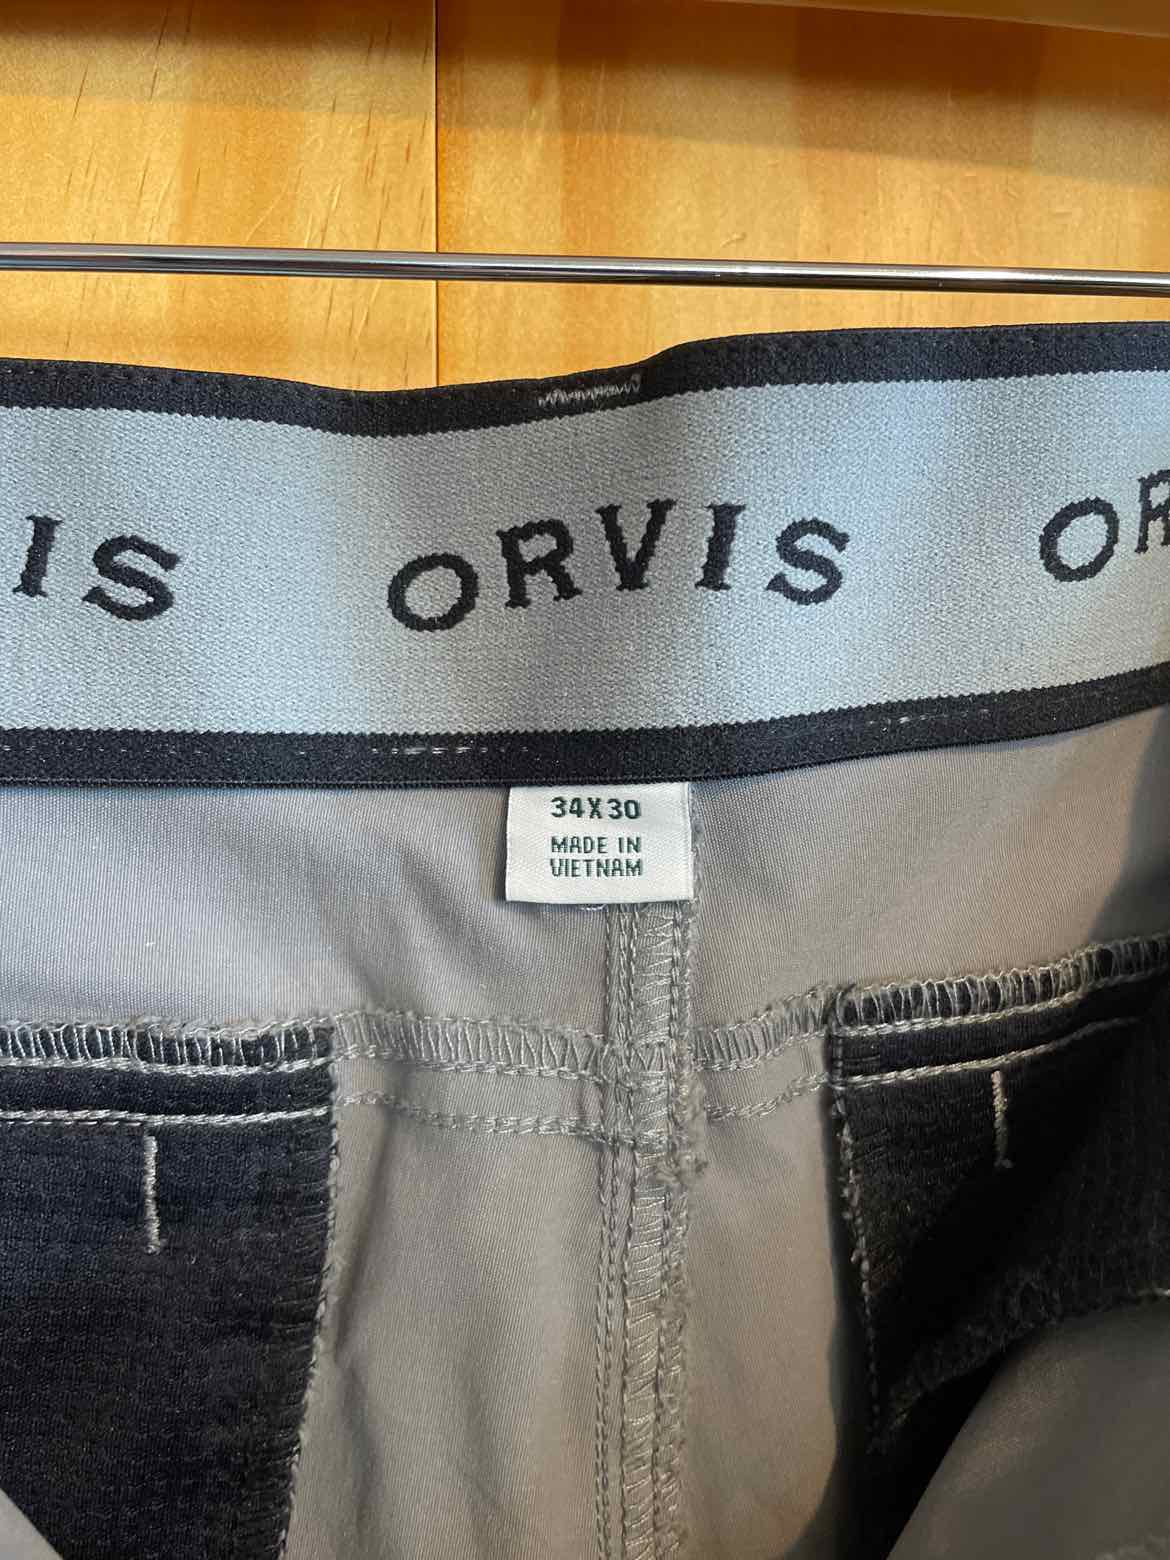 IS ORVIS OR
34X30
MADE IN
VIETNAM